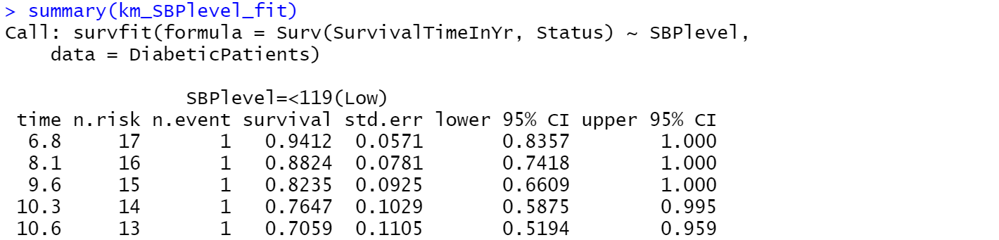 > summary(km_SBPlevel_fit)
Call: survfit(formula = Surv(SurvivalTimeInYr, Status) ~ SBPlevel,
    data = DiabeticPatients)

                SBPlevel=<119(Low)
 time n.risk n.event survival std.err lower 95% CI upper 95% CI
  6.8     17       1   0.9412  0.0571       0.8357        1.000
  8.1     16       1   0.8824  0.0781       0.7418        1.000
  9.6     15       1   0.8235  0.0925       0.6609        1.000
 10.3     14       1   0.7647  0.1029       0.5875        0.995
 10.6     13       1   0.7059  0.1105       0.5194        0.959